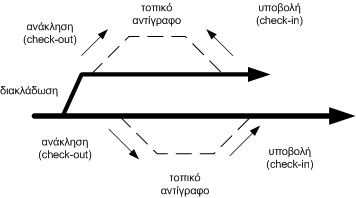 ανάκληση
(check-out)
τοπικό
αντίγραφο
υποβολή
(check-in)
διακλάδωση
ανάκληση
(check-out)
τοπικό
αντίγραφο
υποβολή
(check-in)